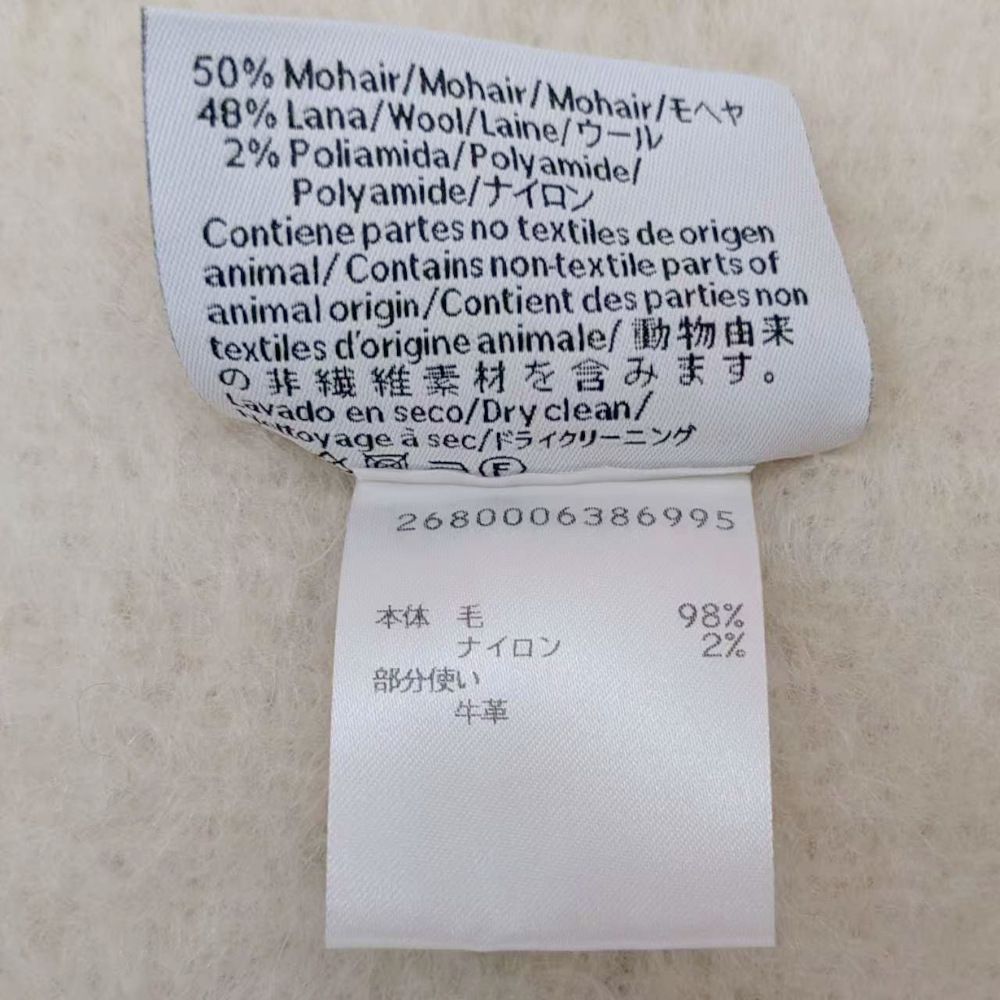 50% Mohair/Mohair/Mohair/モヘヤ
48% Lana/Wool/Laine/ウール
2% Poliamida/Polyamide/
Polyamide/ナイロン
Contiene partes no textiles de origen
animal/Contains non-textile parts of
animal origin/Contient des parties non
textiles d'origine animale/動物由来
の非繊維素材を含みます。
Lavado en seco/Dry clean/
Nettoyage à sec/ドライクリーニング
F
2680006386995
本体 毛 98%
ナイロン 2%
部分使い
牛革